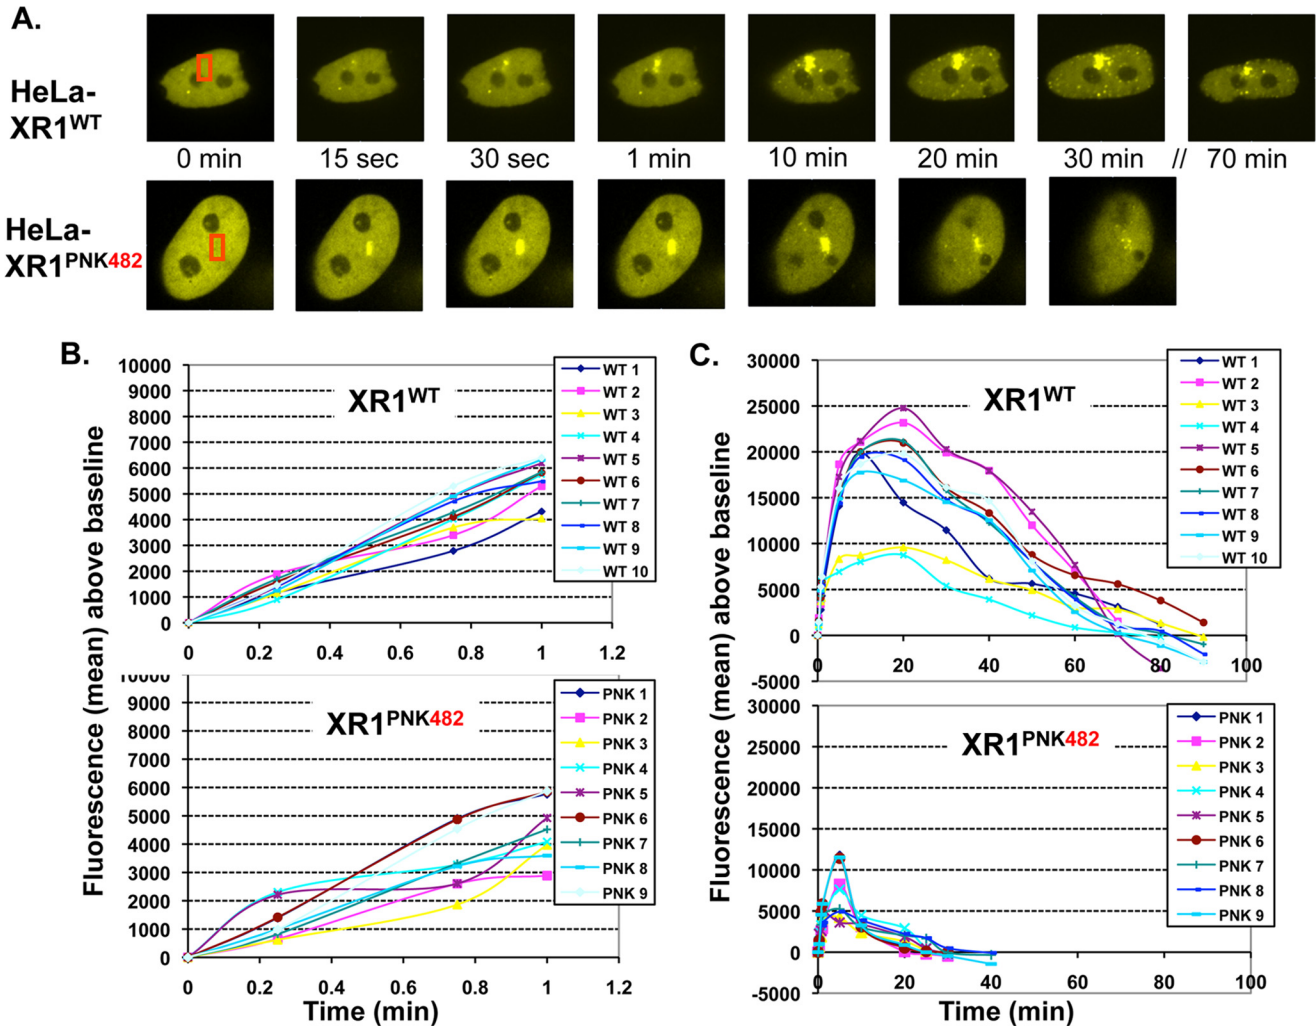 A.
HeLa-
XR1WT
0 min 15 sec 30 sec 1 min 10 min 20 min 30 min // 70 min
HeLa-
XR1PNK482
B.
Fluorescence (mean) above baseline
10000
9000
8000
7000
6000
5000
4000
3000
2000
1000
0
XR1WT
0 0.2 0.4 0.6 0.8 1 1.2
WT 1
WT 2
WT 3
WT 4
WT 5
WT 6
WT 7
WT 8
WT 9
WT 10
10000
9000
8000
7000
6000
5000
4000
3000
2000
1000
0
XR1PNK482
0 0.2 0.4 0.6 0.8 1 1.2
Time (min)
PNK 1
PNK 2
PNK 3
PNK 4
PNK 5
PNK 6
PNK 7
PNK 8
PNK 9
C.
Fluorescence (mean) above baseline
30000
25000
20000
15000
10000
5000
0
-5000
XR1WT
0 20 40 60 80 100
WT 1
WT 2
WT 3
WT 4
WT 5
WT 6
WT 7
WT 8
WT 9
WT 10
30000
25000
20000
15000
10000
5000
0
-5000
XR1PNK482
0 20 40 60 80 100
Time (min)
PNK 1
PNK 2
PNK 3
PNK 4
PNK 5
PNK 6
PNK 7
PNK 8
PNK 9